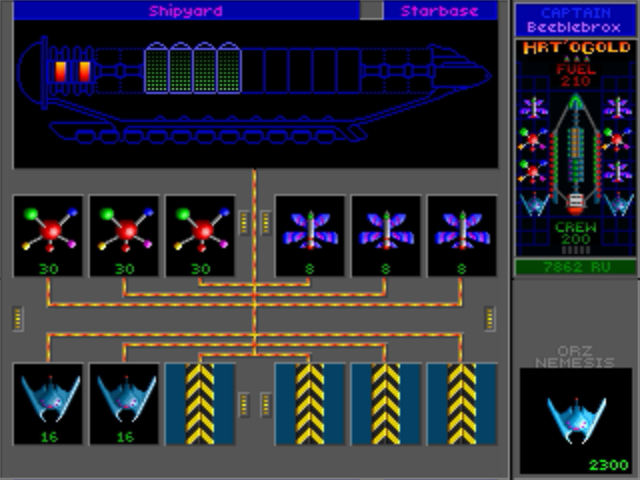 Shipyard
Starbase
CAPTAIN
Beeblebrox
HRT'OGOLD
FUEL
210
30
30
30
8
8
8
CREW
200
7862 RU
ORZ
NEMESIS
16
16
2300